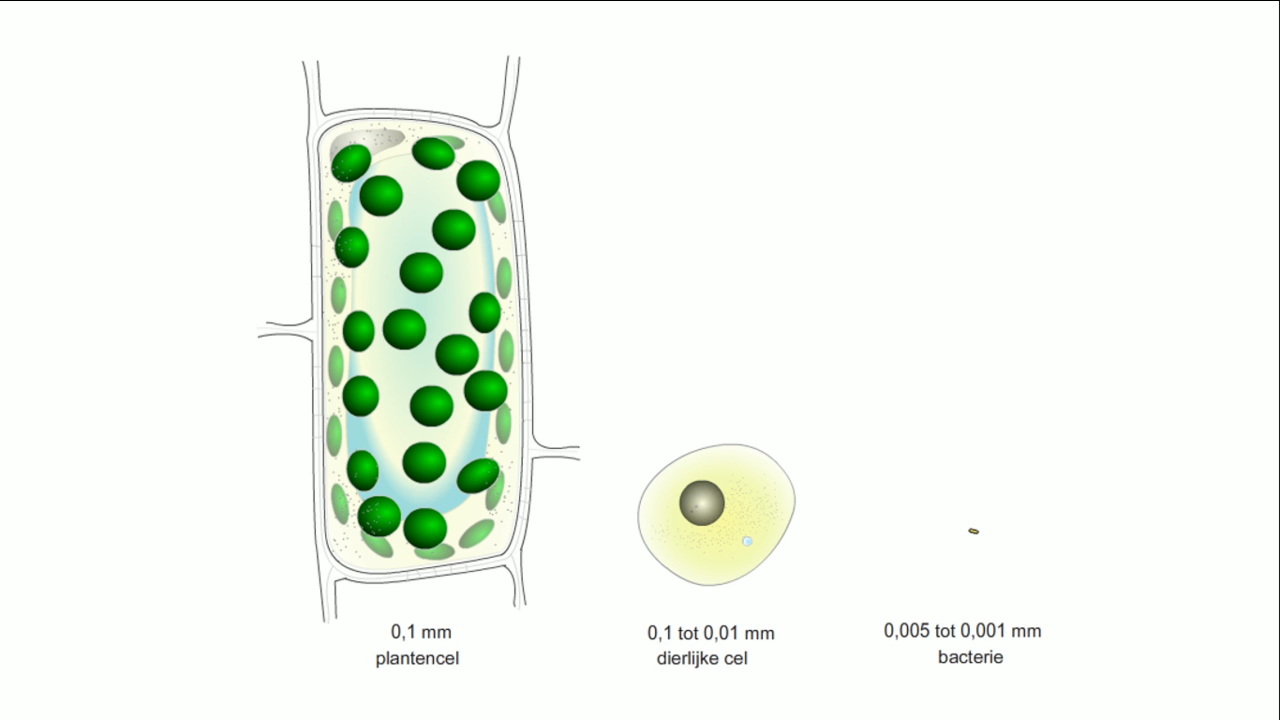 0,1 mm
plantencel
0,1 tot 0,01 mm
dierlijke cel
0,005 tot 0,001 mm
bacterie